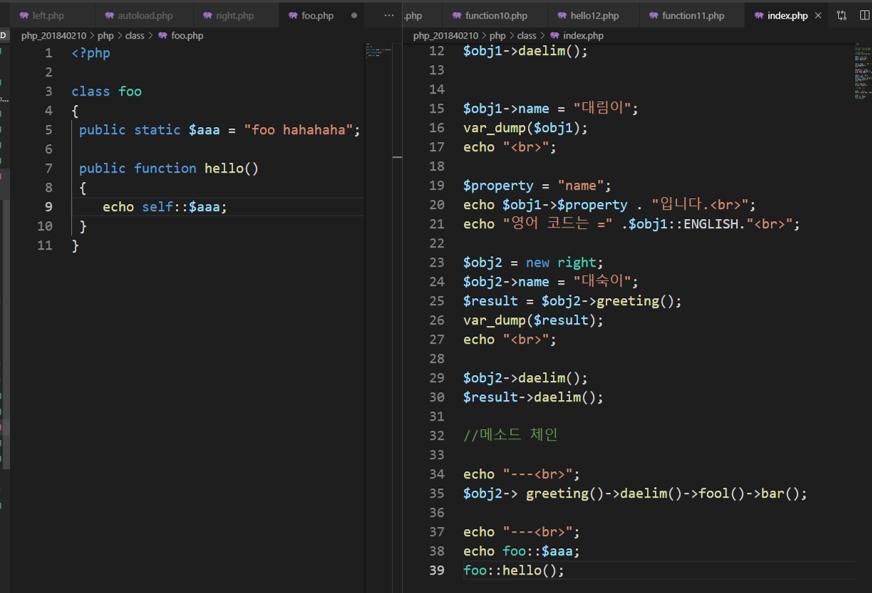 left.php autoload.php right.php foo.php ● ··· .php function10.php hello12.php function11.php index.php ×
php_201840210 > php > class > foo.php
1 <?php
2
3 class foo
4 {
5 public static $aaa = "foo hahahaha";
6
7 public function hello()
8 {
9 echo self::$aaa;
10 }
11 }
php_201840210 > php > class > index.php
12 $obj1->daelim();
13
14
15 $obj1->name = "대림이";
16 var_dump($obj1);
17 echo "<br>";
18
19 $property = "name";
20 echo $obj1->$property . "입니다.<br>";
21 echo "영어 코드는 =" .$obj1::ENGLISH."<br>";
22
23 $obj2 = new right;
24 $obj2->name = "대숙이";
25 $result = $obj2->greeting();
26 var_dump($result);
27 echo "<br>";
28
29 $obj2->daelim();
30 $result->daelim();
31
32 //메소드 체인
33
34 echo "---<br>";
35 $obj2-> greeting()->daelim()->fool()->bar();
36
37 echo "---<br>";
38 echo foo::$aaa;
39 foo::hello();